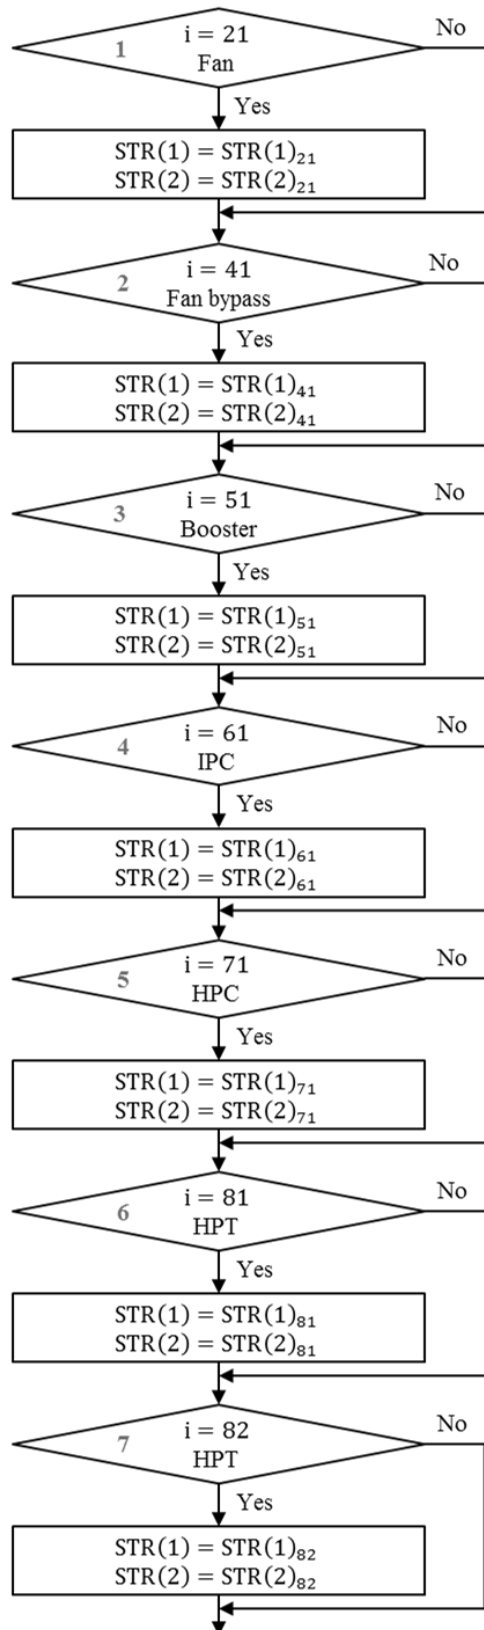 1
i = 21
Fan
No
Yes
STR(1) = STR(1)₂₁
STR(2) = STR(2)₂₁
2
i = 41
Fan bypass
No
Yes
STR(1) = STR(1)₄₁
STR(2) = STR(2)₄₁
3
i = 51
Booster
No
Yes
STR(1) = STR(1)₅₁
STR(2) = STR(2)₅₁
4
i = 61
IPC
No
Yes
STR(1) = STR(1)₆₁
STR(2) = STR(2)₆₁
5
i = 71
HPC
No
Yes
STR(1) = STR(1)₇₁
STR(2) = STR(2)₇₁
6
i = 81
HPT
No
Yes
STR(1) = STR(1)₈₁
STR(2) = STR(2)₈₁
7
i = 82
HPT
No
Yes
STR(1) = STR(1)₈₂
STR(2) = STR(2)₈₂